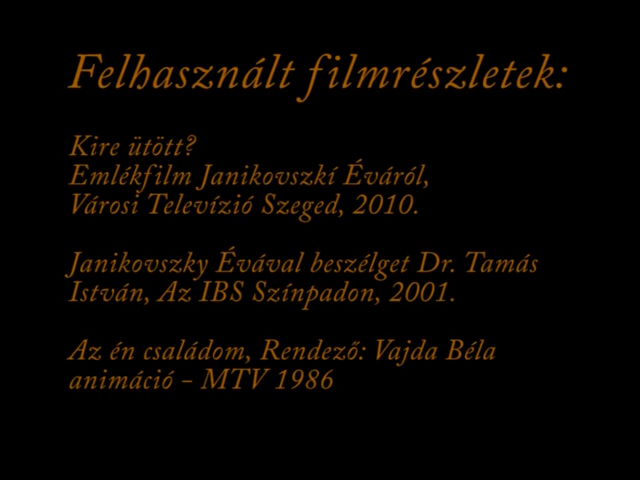 Felhasznált filmrészletek:
Kire ütött?
Emlékfilm Janikovszkí Éváról,
Városi Televízió Szeged, 2010.
Janikovszky Évával beszélget Dr. Tamás
István, Az IBS Színpadon, 2001.
Az én családom, Rendező: Vajda Béla
animáció - MTV 1986